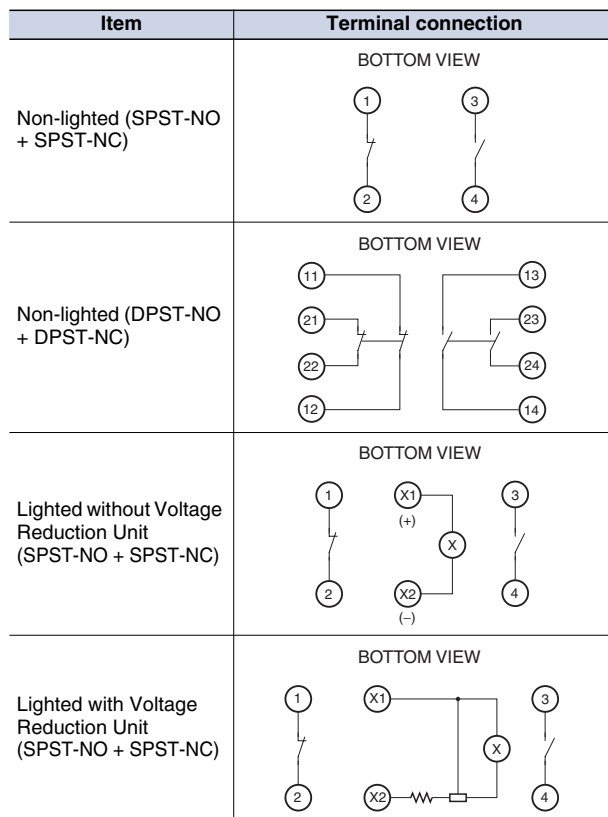 Item
Terminal connection
Non-lighted (SPST-NO
+ SPST-NC)
BOTTOM VIEW
1
3
2
4
Non-lighted (DPST-NO
+ DPST-NC)
BOTTOM VIEW
11
13
21
23
22
24
12
14
Lighted without Voltage
Reduction Unit
(SPST-NO + SPST-NC)
BOTTOM VIEW
1
X1
3
(+)
X
2
X2
4
(−)
Lighted with Voltage
Reduction Unit
(SPST-NO + SPST-NC)
BOTTOM VIEW
1
X1
3
X
2
X2
4